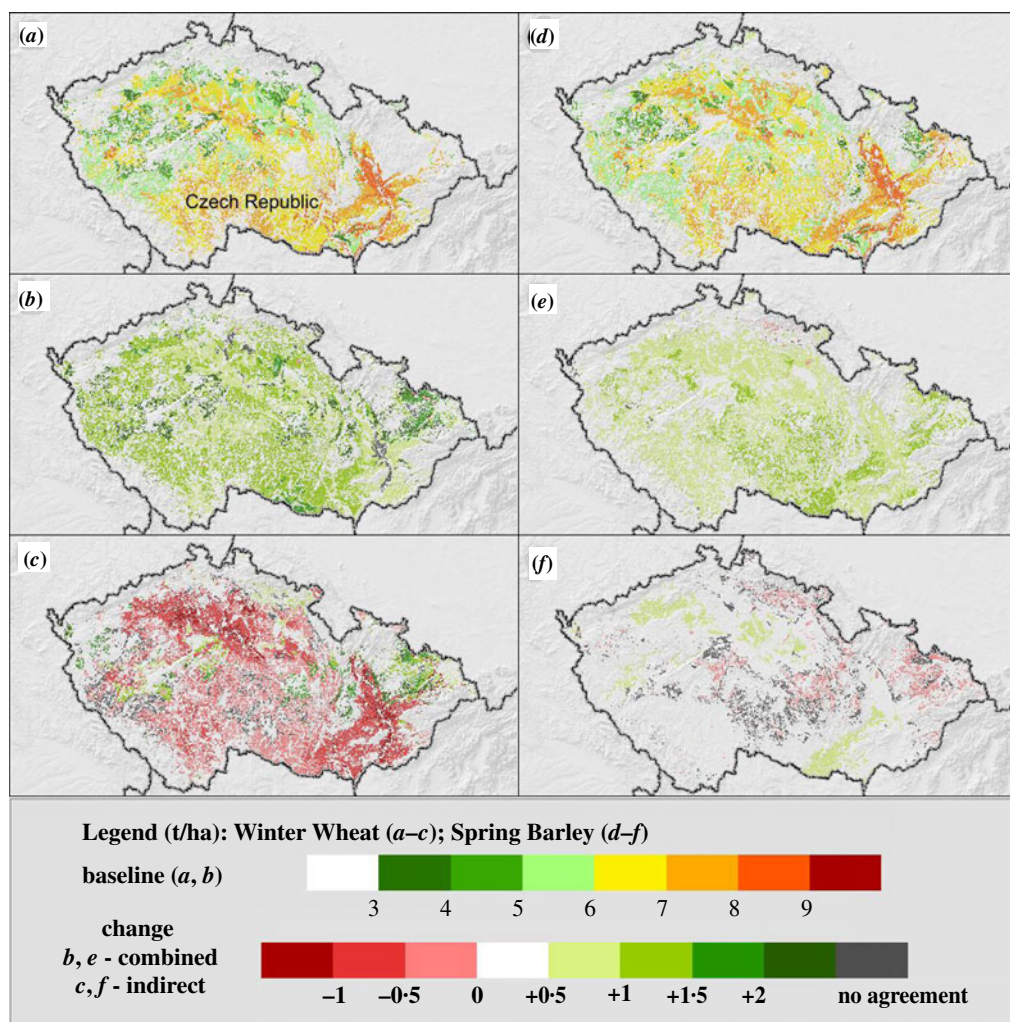 (a)
(d)
Czech Republic
(b)
(e)
(c)
(f)
Legend (t/ha): Winter Wheat (a–c); Spring Barley (d–f)
baseline (a, b)
3 4 5 6 7 8 9
change
b, e - combined
c, f - indirect
−1 −0·5 0 +0·5 +1 +1·5 +2 no agreement